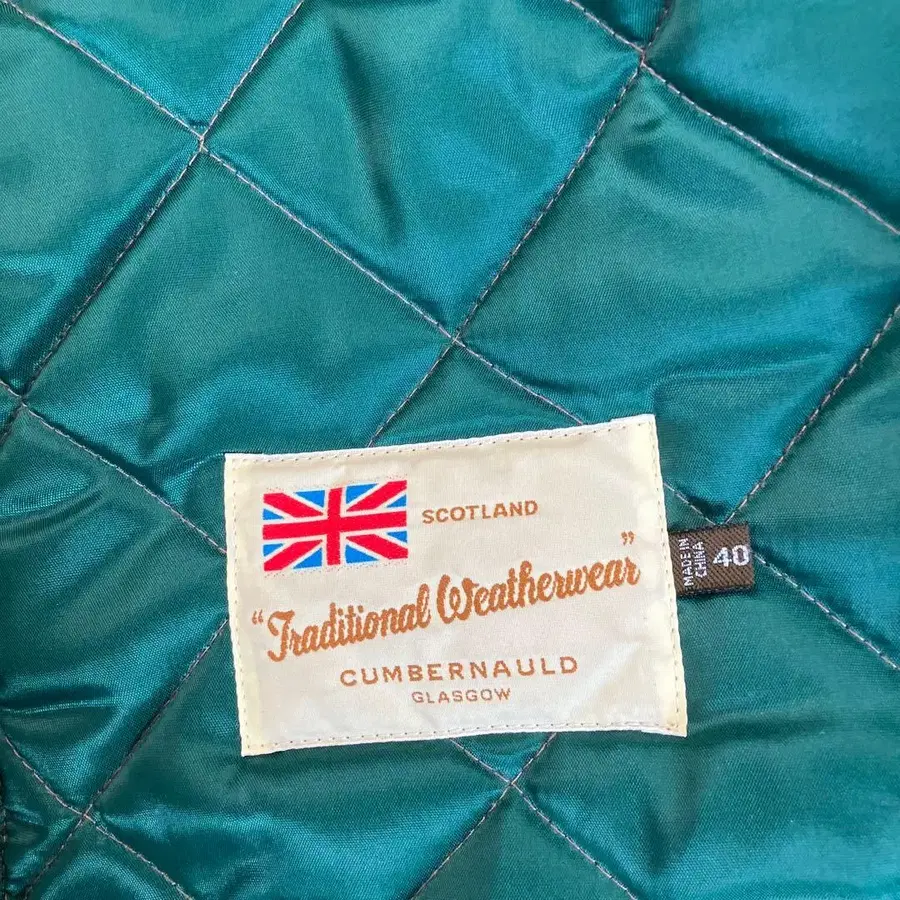 SCOTLAND
"Traditional Weatherwear"
CUMBERNAULD
GLASGOW
MADE IN
CHINA
40